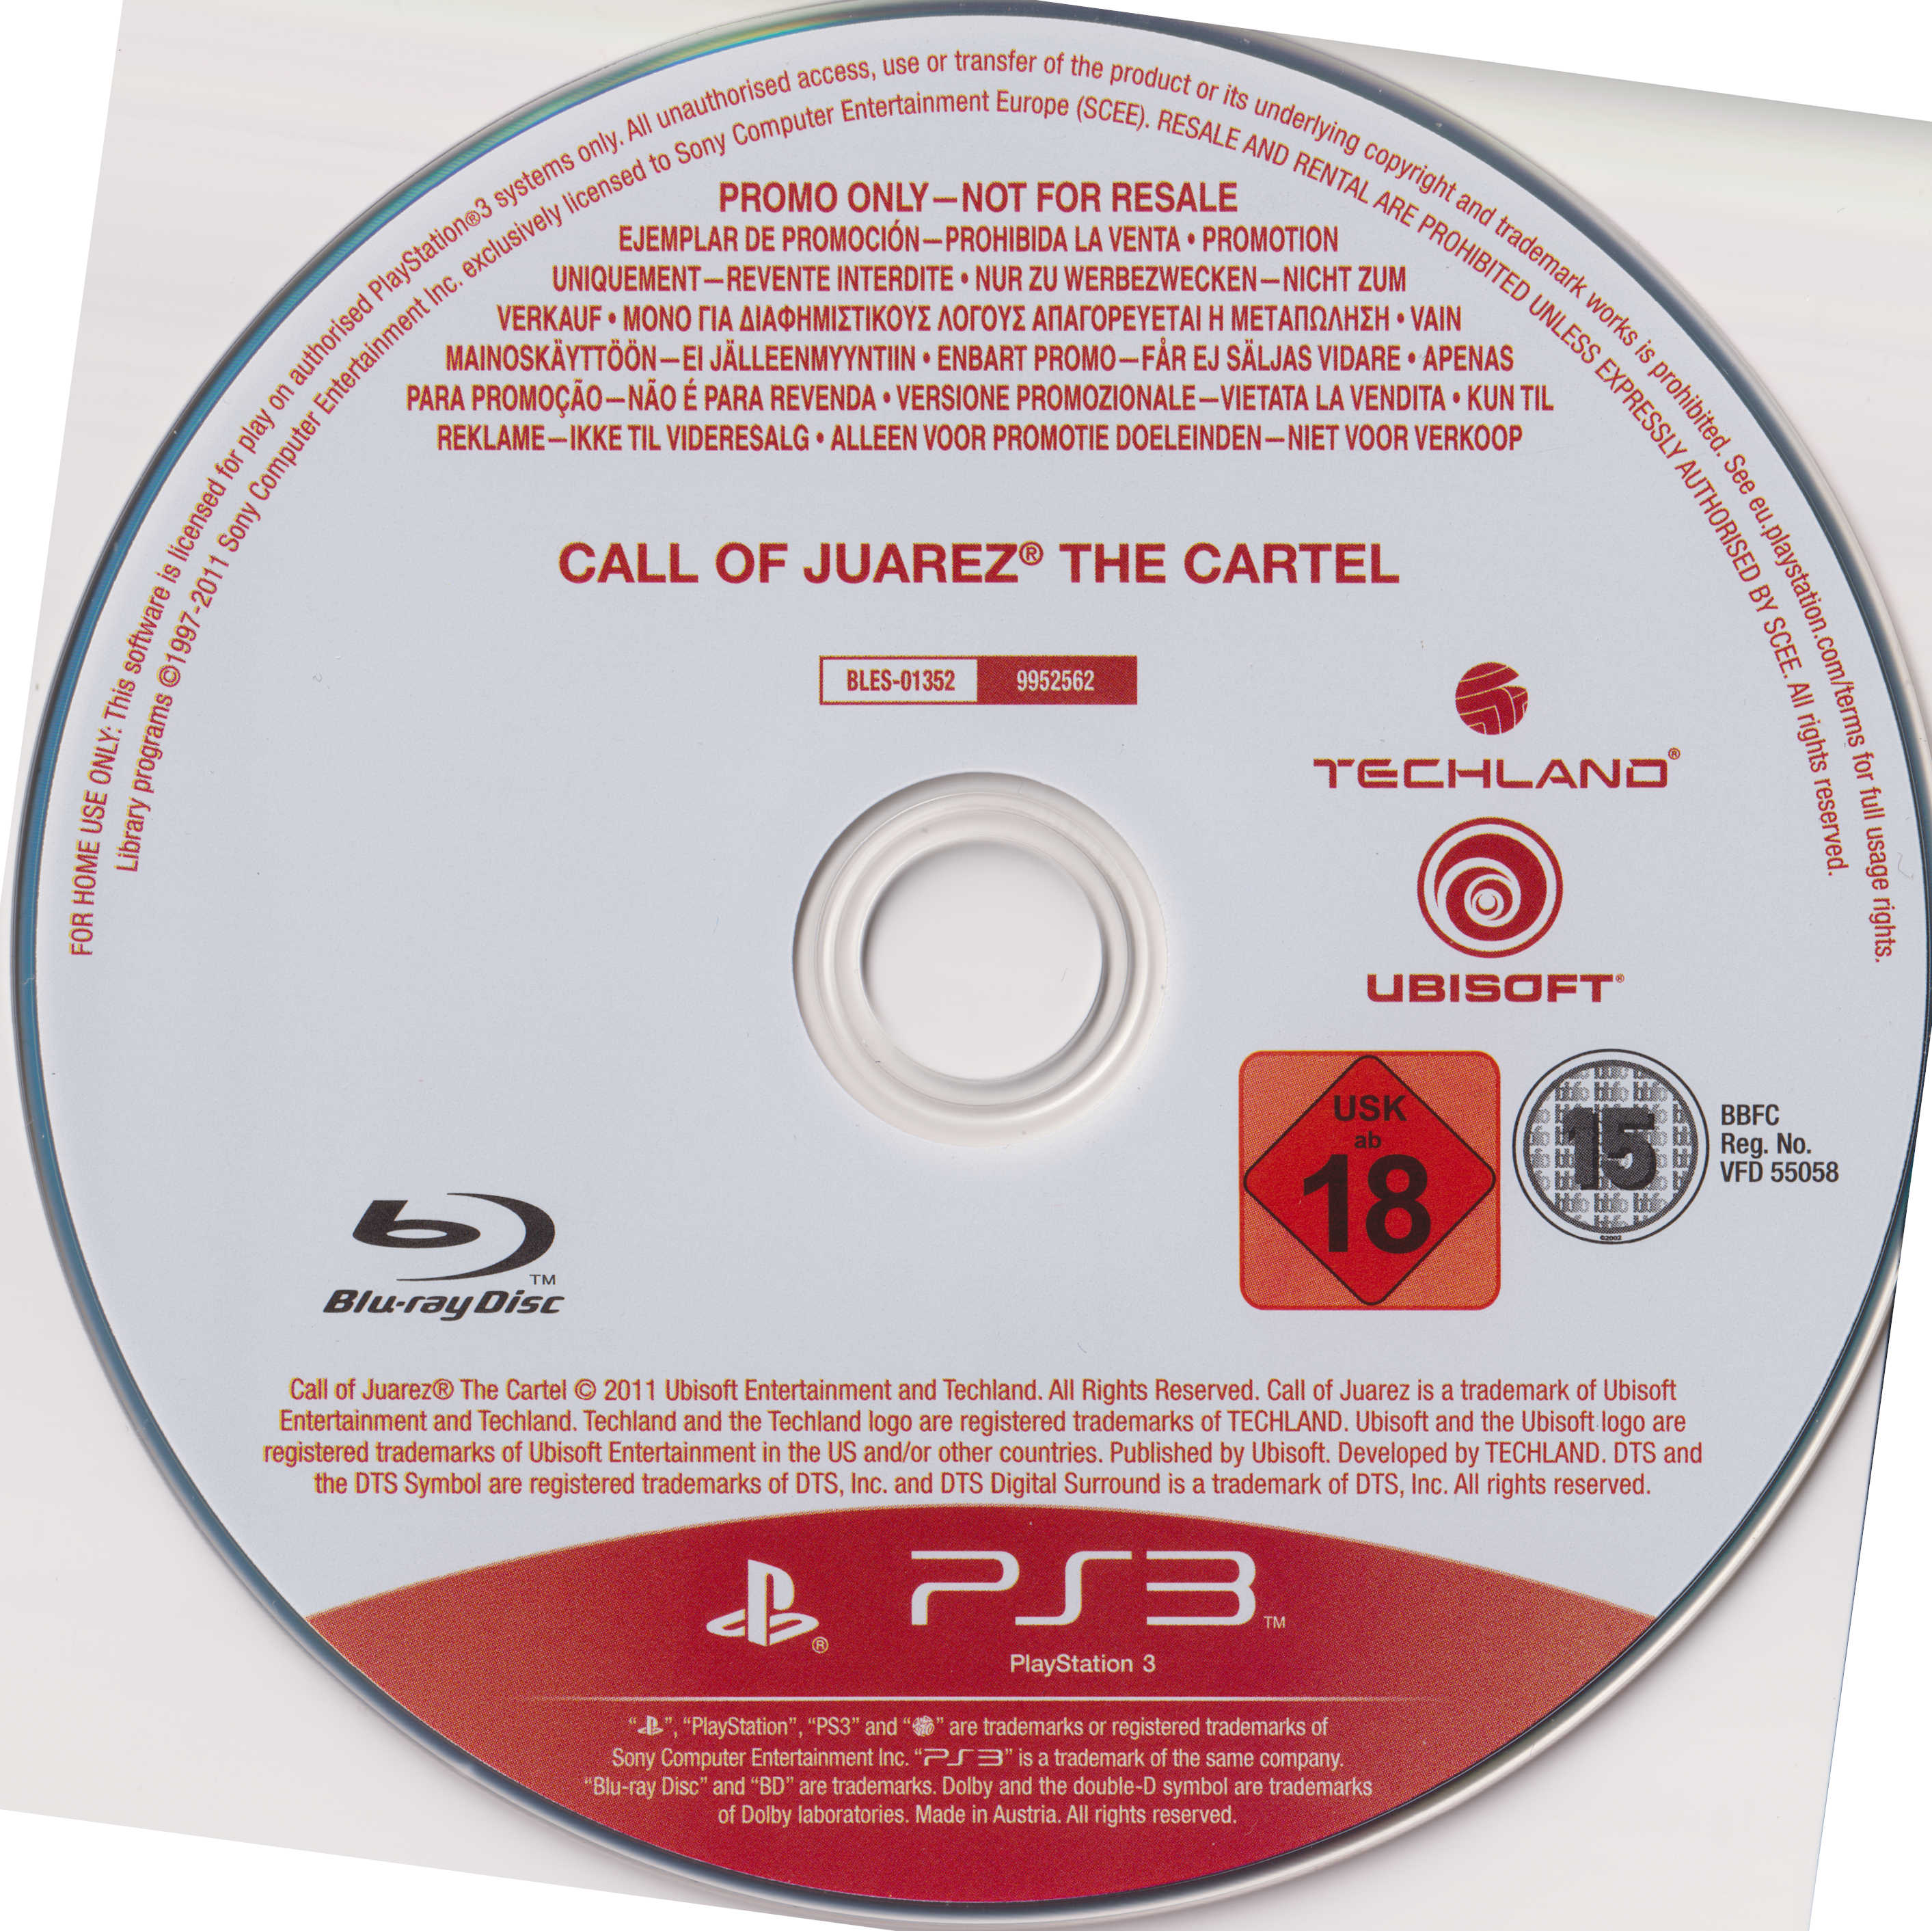 FOR HOME USE ONLY: This software is licensed for play on authorised PlayStation®3 systems only. All unauthorised access, use or transfer of the product or its underlying copyright and trademark works is prohibited. See eu.playstation.com/terms for full usage rights.
Library programs ©1997-2011 Sony Computer Entertainment Inc. exclusively licensed to Sony Computer Entertainment Europe (SCEE). RESALE AND RENTAL ARE PROHIBITED UNLESS EXPRESSLY AUTHORISED BY SCEE. All rights reserved.
PROMO ONLY—NOT FOR RESALE
EJEMPLAR DE PROMOCIÓN—PROHIBIDA LA VENTA • PROMOTION
UNIQUEMENT—REVENTE INTERDITE • NUR ZU WERBEZWECKEN—NICHT ZUM
VERKAUF • ΜΟΝΟ ΓΙΑ ΔΙΑΦΗΜΙΣΤΙΚΟΥΣ ΛΟΓΟΥΣ ΑΠΑΓΟΡΕΥΕΤΑΙ Η ΜΕΤΑΠΩΛΗΣΗ • VAIN
MAINOSKÄYTTÖÖN—EI JÄLLEENMYYNTIIN • ENBART PROMO—FÅR EJ SÄLJAS VIDARE • APENAS
PARA PROMOÇÃO—NÃO É PARA REVENDA • VERSIONE PROMOZIONALE—VIETATA LA VENDITA • KUN TIL
REKLAME—IKKE TIL VIDERESALG • ALLEEN VOOR PROMOTIE DOELEINDEN—NIET VOOR VERKOOP
CALL OF JUAREZ® THE CARTEL
BLES-01352 9952562
TECHLAND®
UBISOFT®
USK
ab
18
15
©2002
BBFC
Reg. No.
VFD 55058
Blu-ray Disc™
Call of Juarez® The Cartel © 2011 Ubisoft Entertainment and Techland. All Rights Reserved. Call of Juarez is a trademark of Ubisoft
Entertainment and Techland. Techland and the Techland logo are registered trademarks of TECHLAND. Ubisoft and the Ubisoft logo are
registered trademarks of Ubisoft Entertainment in the US and/or other countries. Published by Ubisoft. Developed by TECHLAND. DTS and
the DTS Symbol are registered trademarks of DTS, Inc. and DTS Digital Surround is a trademark of DTS, Inc. All rights reserved.
® PS3™
PlayStation 3
“ ”, “PlayStation”, “PS3” and “ ” are trademarks or registered trademarks of
Sony Computer Entertainment Inc. “PS3” is a trademark of the same company.
“Blu-ray Disc” and “BD” are trademarks. Dolby and the double-D symbol are trademarks
of Dolby laboratories. Made in Austria. All rights reserved.